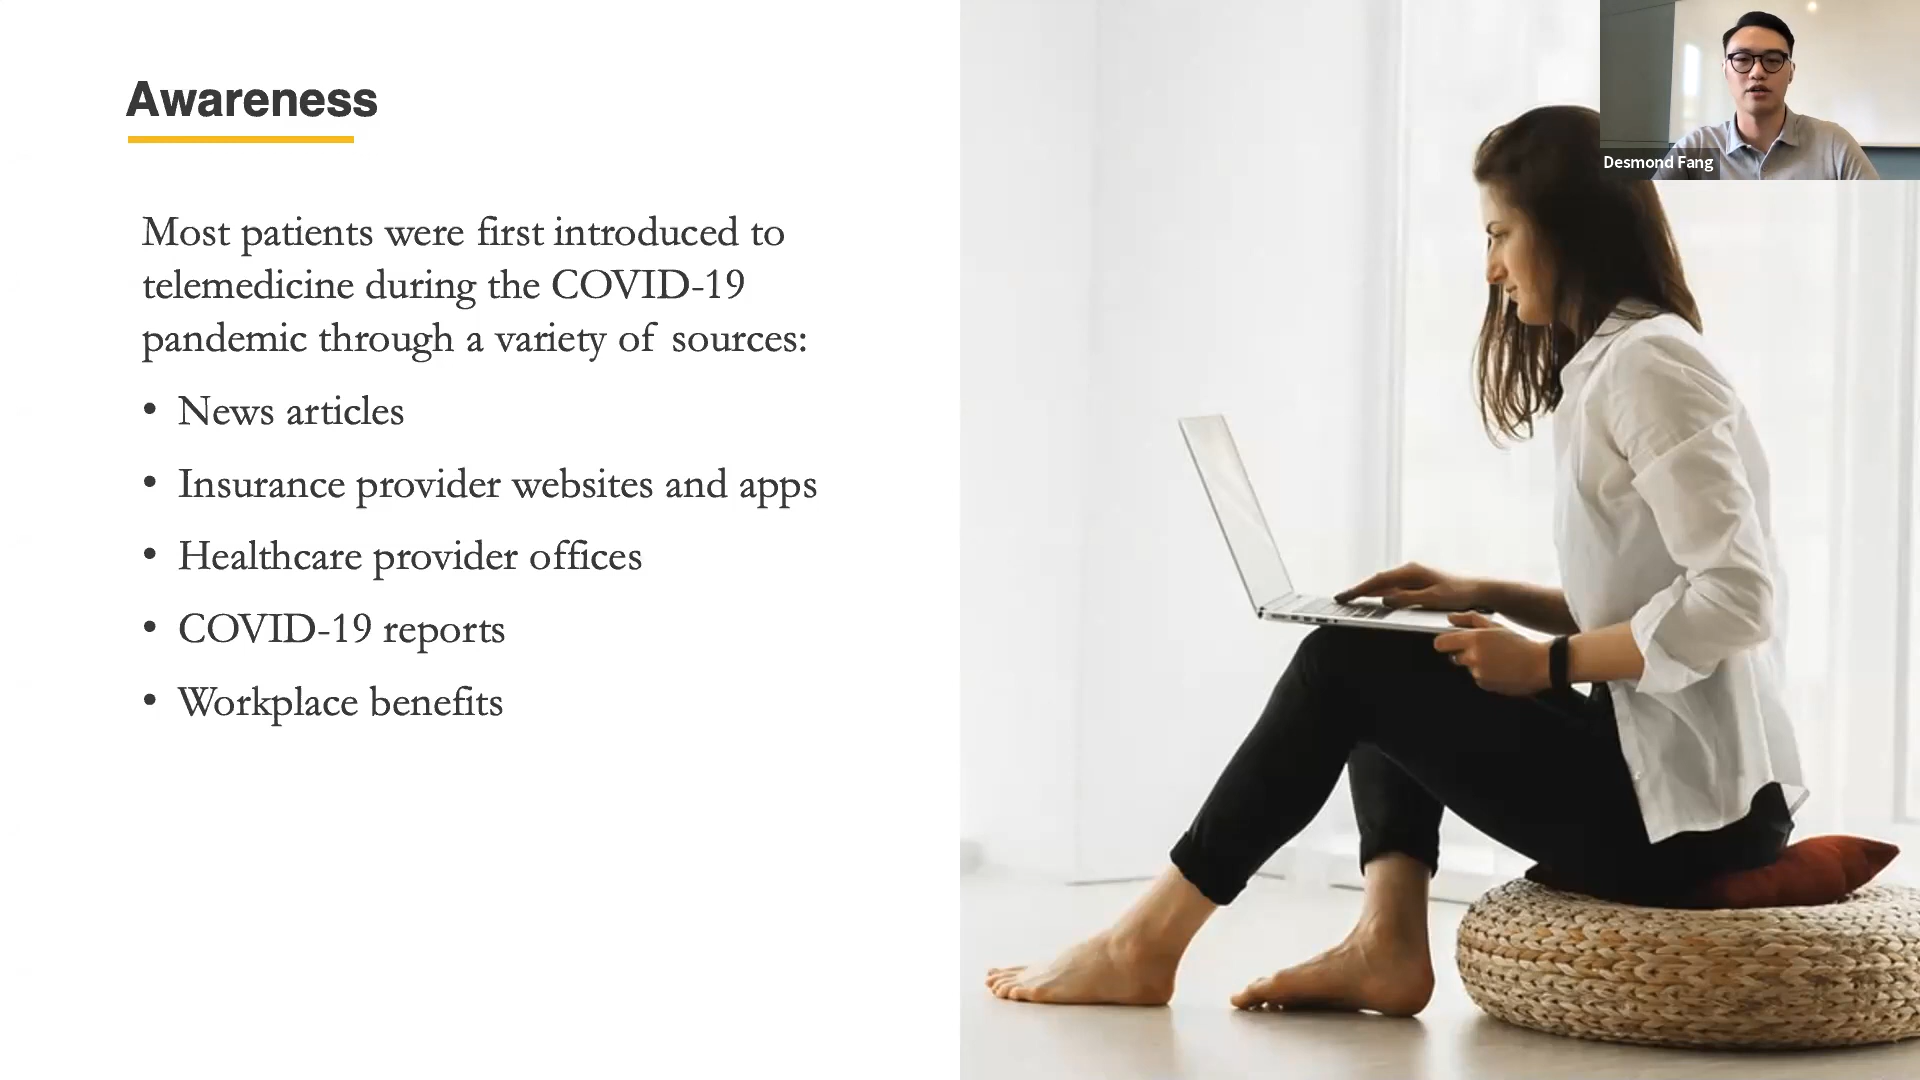 Awareness
Most patients were first introduced to
telemedicine during the COVID-19
pandemic through a variety of sources:
• News articles
• Insurance provider websites and apps
• Healthcare provider offices
• COVID-19 reports
• Workplace benefits
Desmond Fang